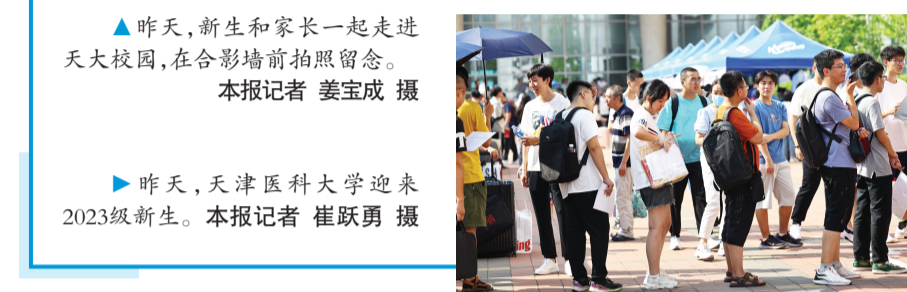 ▲昨天，新生和家长一起走进
天大校园，在合影墙前拍照留念。
本报记者 姜宝成 摄
▶昨天，天津医科大学迎来
2023级新生。本报记者 崔跃勇 摄